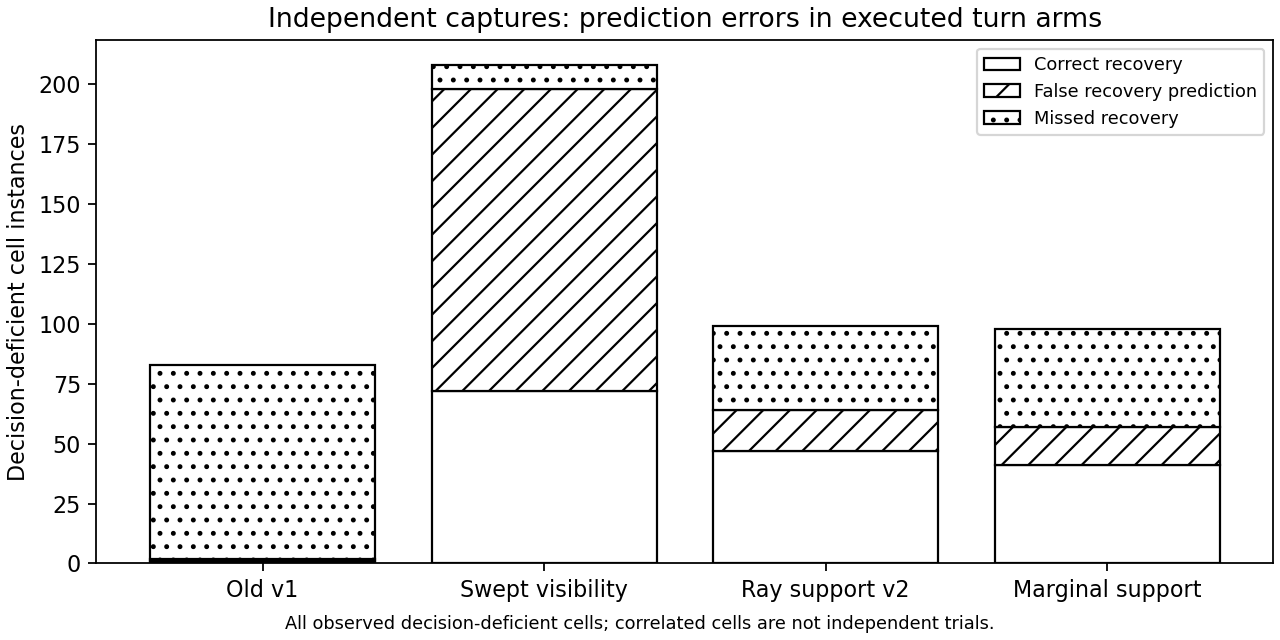 Independent captures: prediction errors in executed turn arms
Decision-deficient cell instances
200
175
150
125
100
75
50
25
0
Correct recovery
False recovery prediction
Missed recovery
Old v1
Swept visibility
Ray support v2
Marginal support
All observed decision-deficient cells; correlated cells are not independent trials.